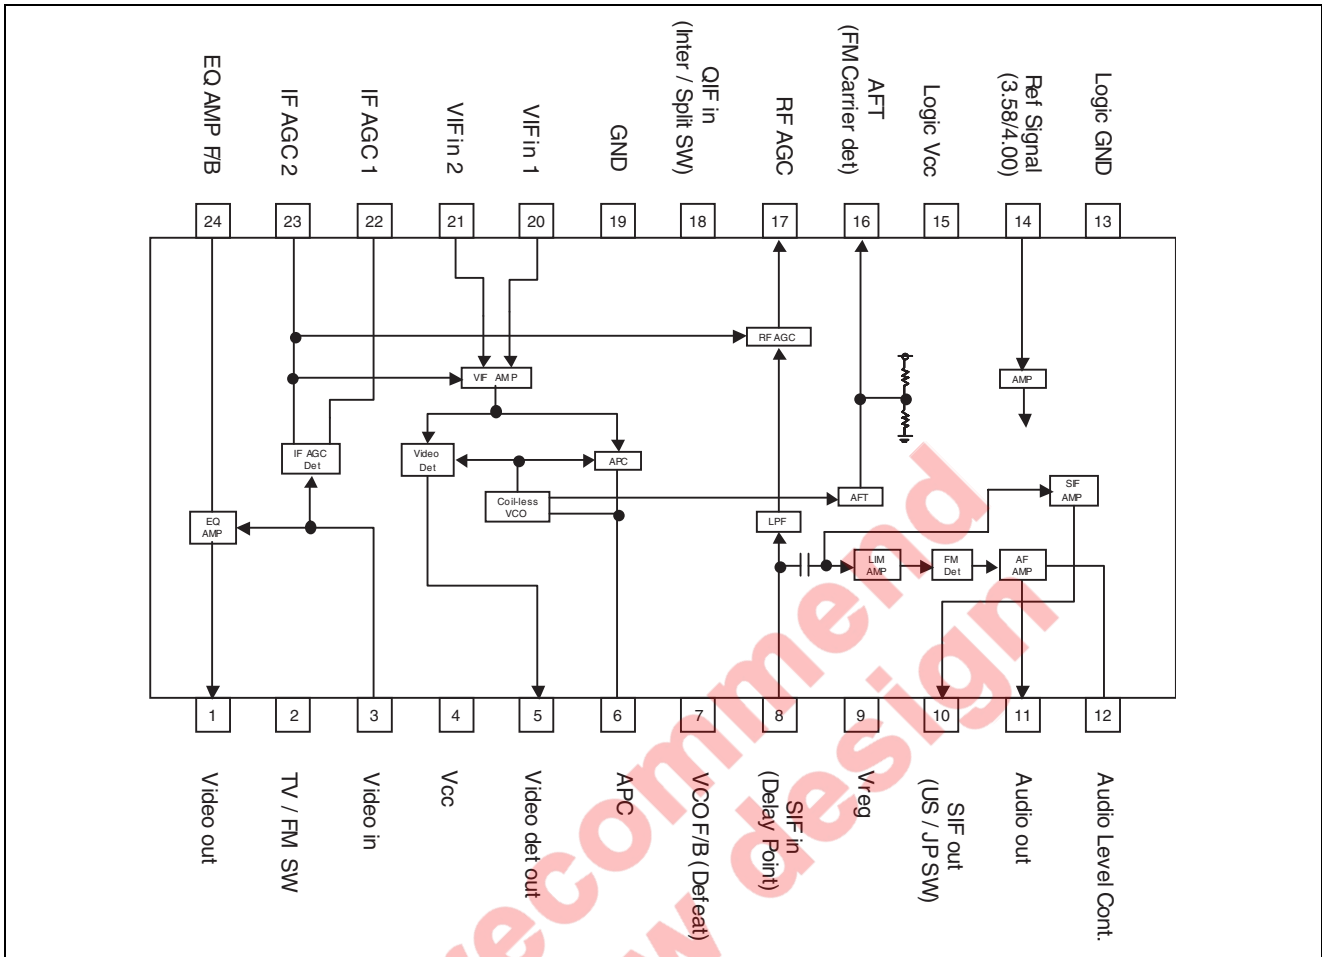 EQ AMP F/B
IF AGC 2
IF AGC 1
VIF in 2
VIF in 1
GND
QIF in
(Inter / Split SW)
RF AGC
AFT
(FM Carrier det)
Logic Vcc
Ref Signal
(3.58/4.00)
Logic GND
24
23
22
21
20
19
18
17
16
15
14
13
RF AGC
VIF AMP
AMP
IF AGC
Det
Video
Det
APC
Coil-less
VCO
AFT
SIF
AMP
EQ
AMP
LPF
LIM
AMP
FM
Det
AF
AMP
1
2
3
4
5
6
7
8
9
10
11
12
Video out
TV / FM SW
Video in
Vcc
Video det out
APC
VCO F/B (Defeat)
SIF in
(Delay Point)
Vreg
SIF out
(US / JP SW)
Audio out
Audio Level Cont.
recommend
w design